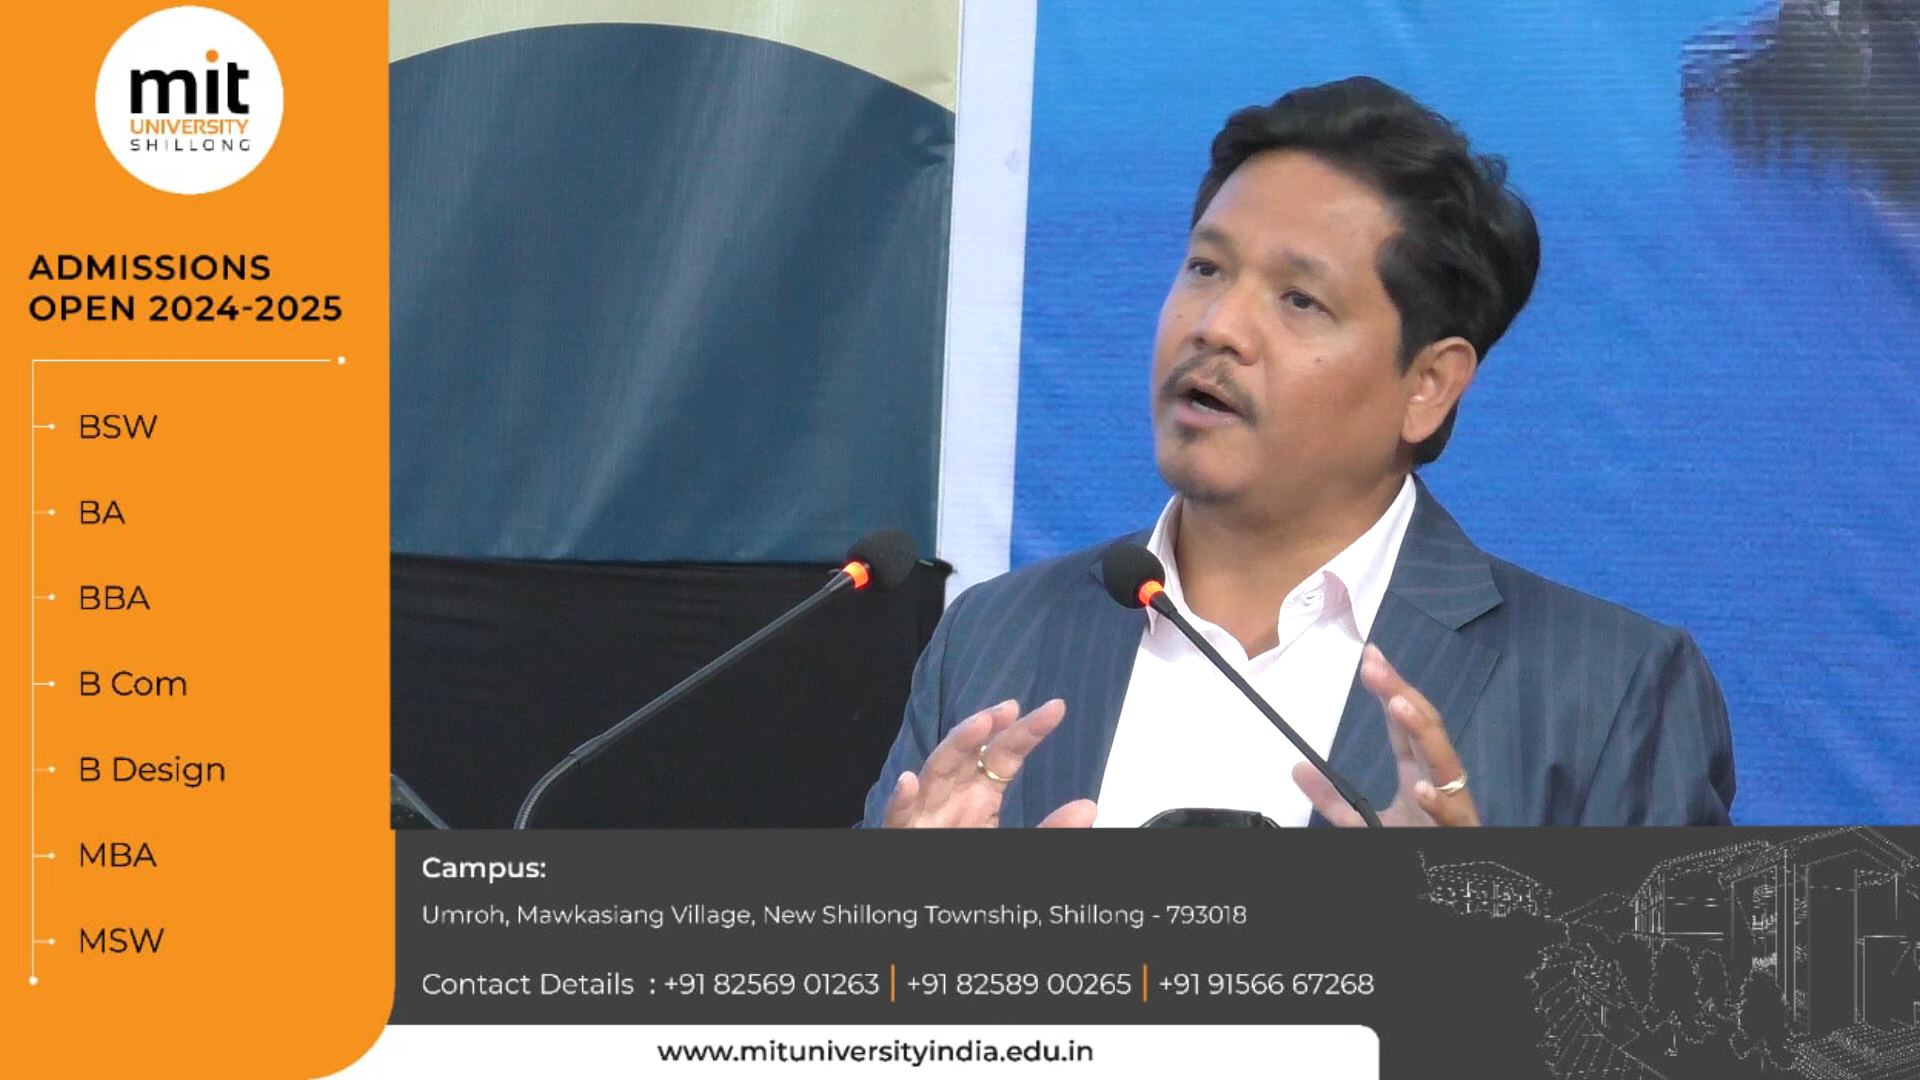 mit
UNIVERSITY
SHILLONG
ADMISSIONS
OPEN 2024-2025
BSW
BA
BBA
B Com
B Design
MBA
MSW
Campus:
Umroh, Mawkasiang Village, New Shillong Township, Shillong - 793018
Contact Details : +91 82569 01263 | +91 82589 00265 | +91 91566 67268
www.mituniversityindia.edu.in